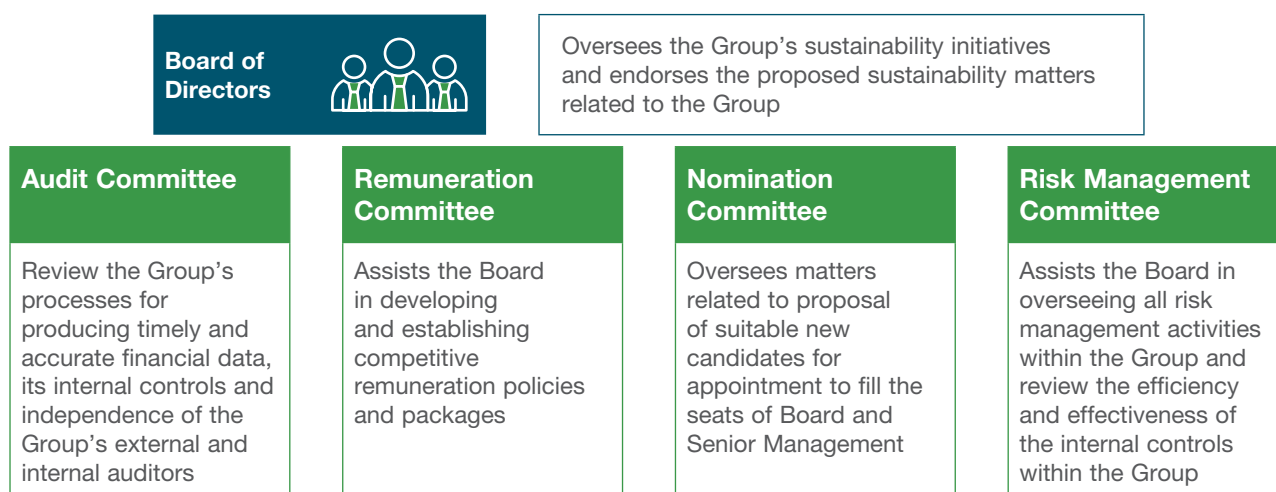 Board of
Directors
Oversees the Group's sustainability initiatives
and endorses the proposed sustainability matters
related to the Group
Audit Committee
Review the Group's
processes for
producing timely and
accurate financial data,
its internal controls and
independence of the
Group's external and
internal auditors
Remuneration
Committee
Assists the Board
in developing
and establishing
competitive
remuneration policies
and packages
Nomination
Committee
Oversees matters
related to proposal
of suitable new
candidates for
appointment to fill the
seats of Board and
Senior Management
Risk Management
Committee
Assists the Board in
overseeing all risk
management activities
within the Group and
review the efficiency
and effectiveness of
the internal controls
within the Group